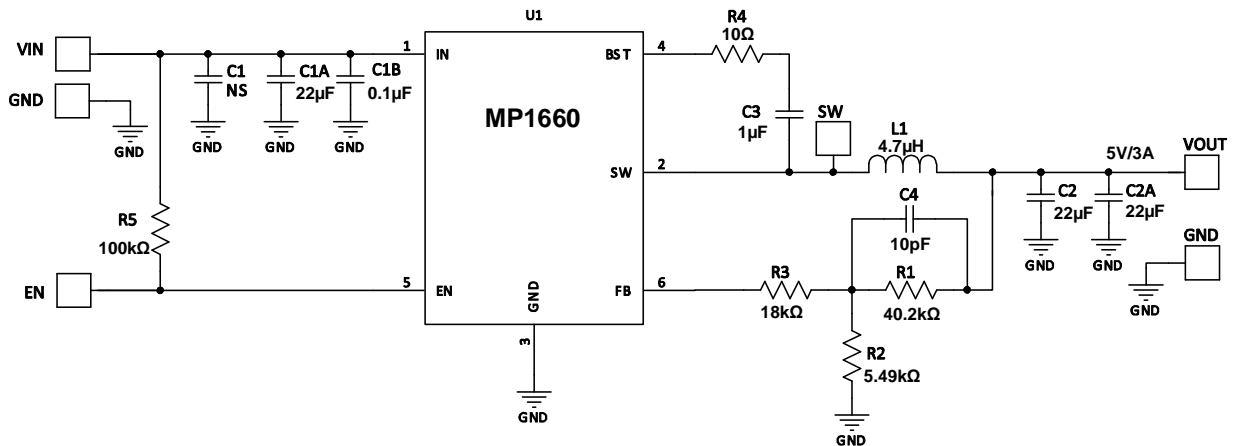 U1
R4
10Ω
VIN
1
IN
BST
4
C1
NS
C1A
22µF
C1B
0.1µF
GND
GND
GND
GND
GND
MP1660
C3
1µF
SW
L1
4.7µH
5V/3A
VOUT
SW
2
C4
10pF
C2
22µF
C2A
22µF
GND
GND
GND
R5
100kΩ
EN
5
EN
GND
FB
6
R3
18kΩ
R1
40.2kΩ
GND
3
R2
5.49kΩ
GND
GND